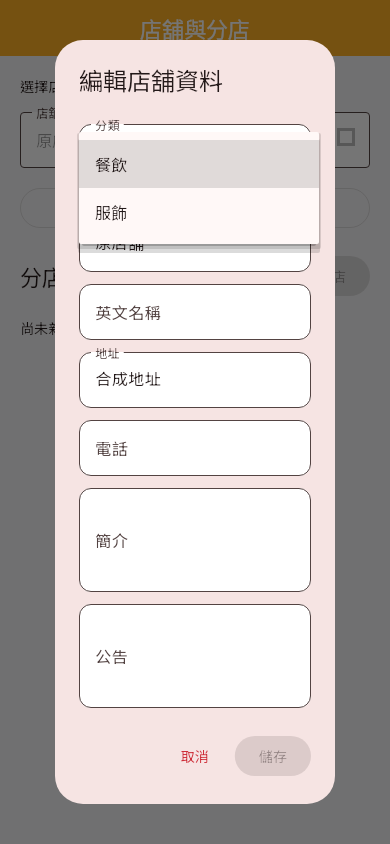 店舖與分店
選擇店
編輯店舖資料
分類
餐飲
服飾
原店舖
英文名稱
地址
合成地址
分店
店
尚未新
電話
簡介
公告
取消
儲存